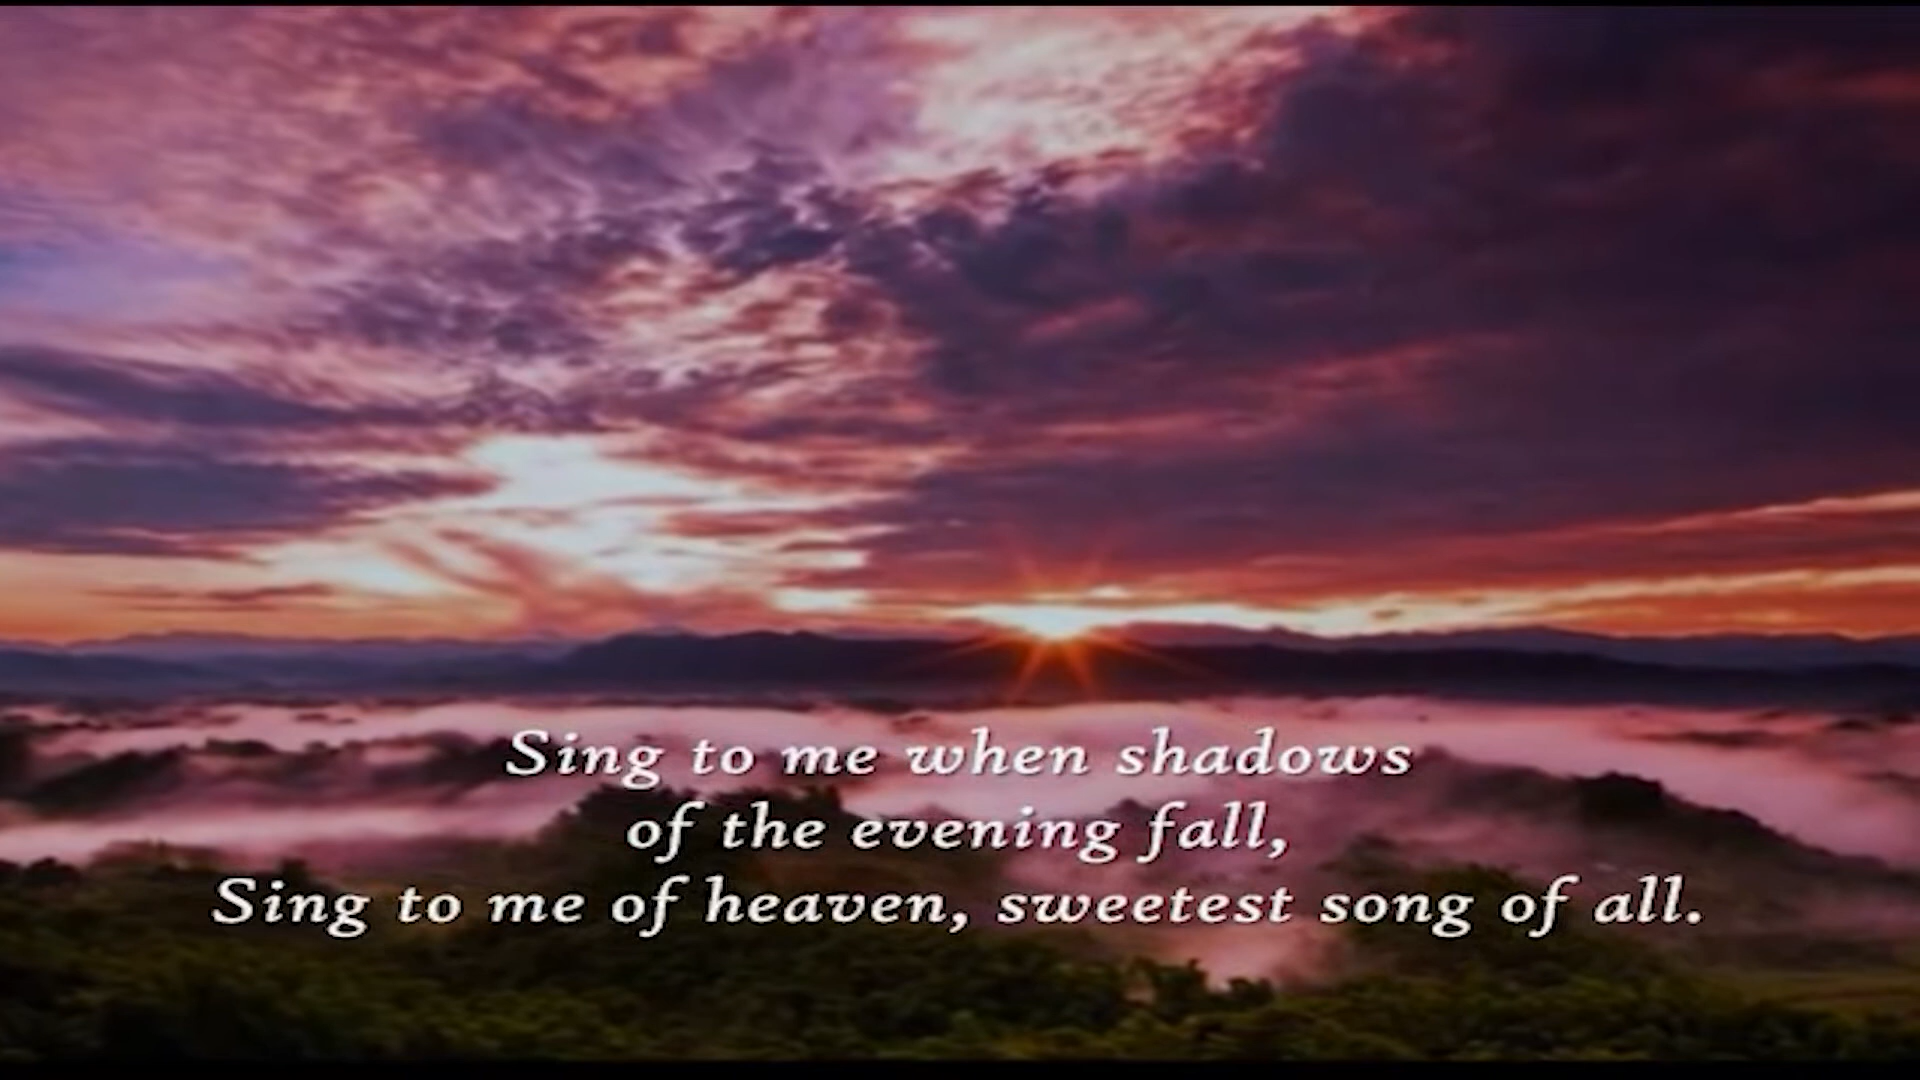 Sing to me when shadows
of the evening fall,
Sing to me of heaven, sweetest song of all.